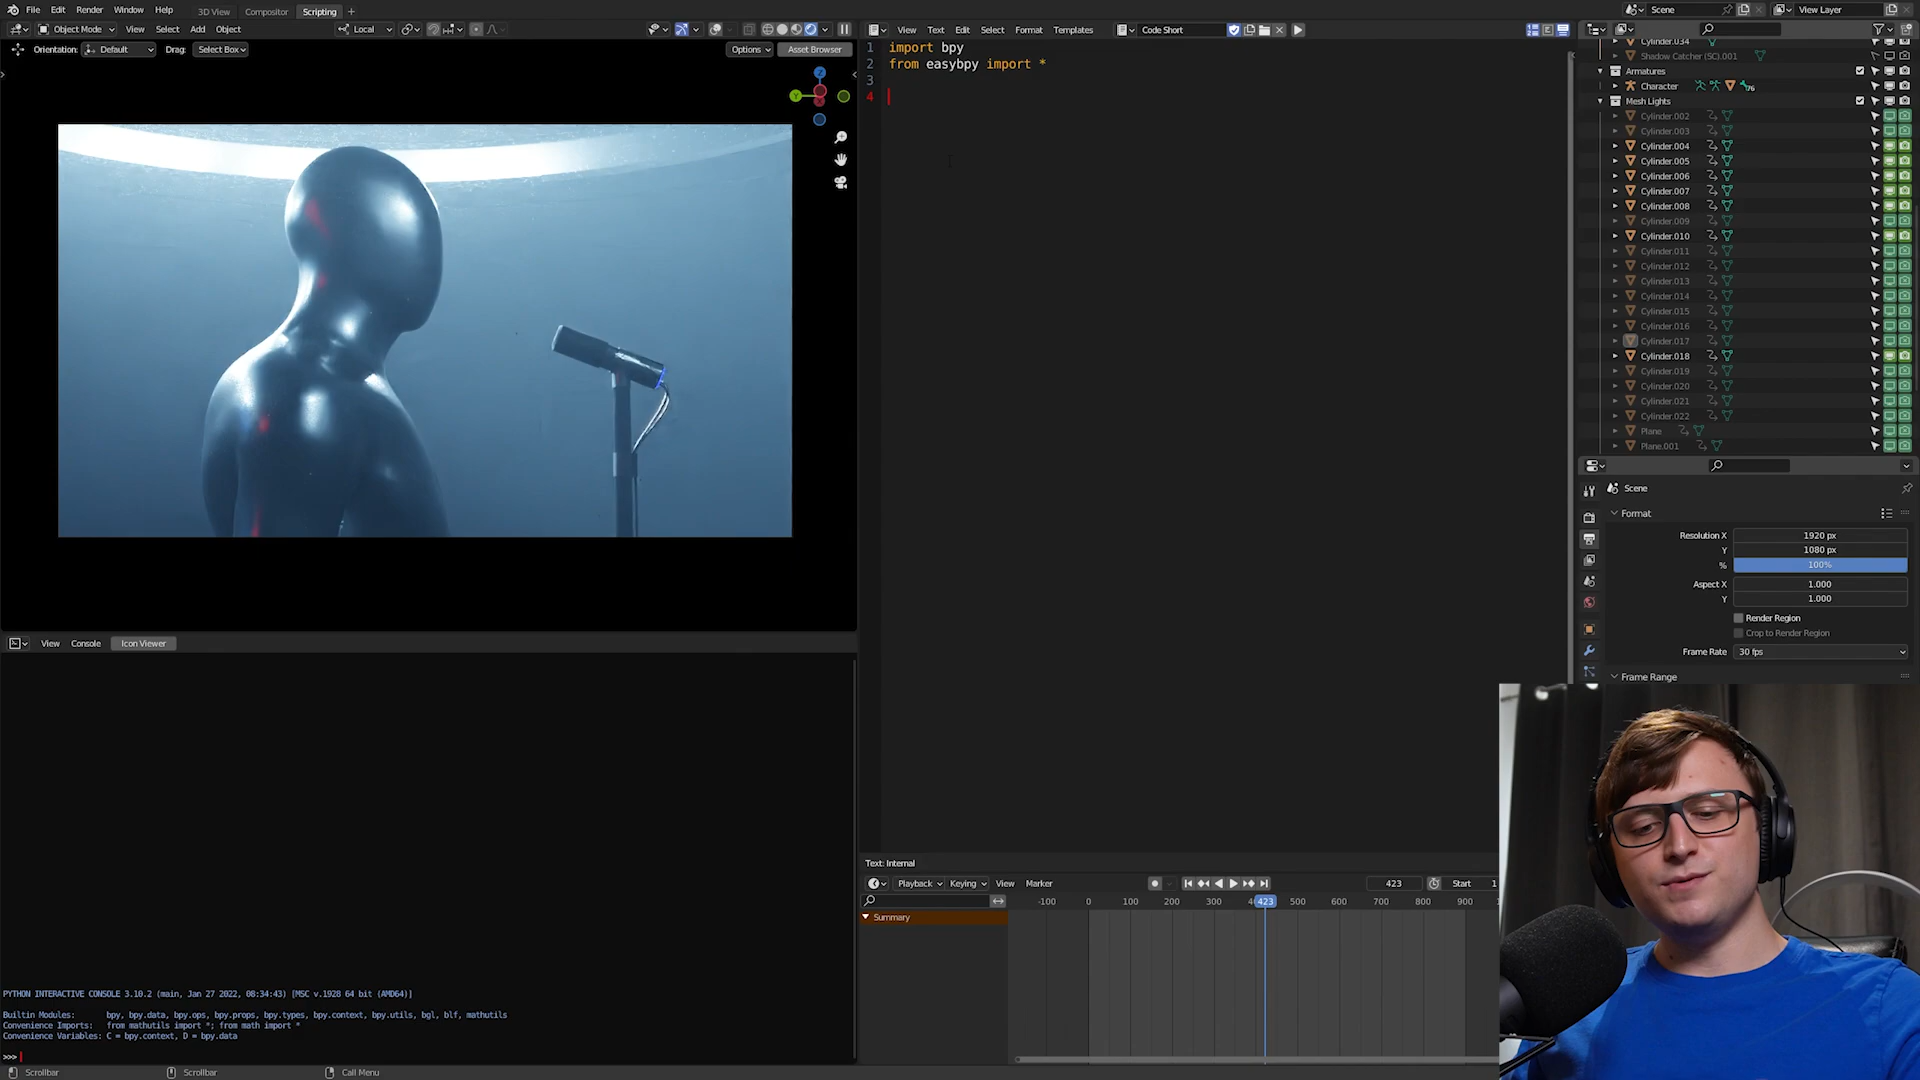 File Edit Render Window Help 3D View Compositor Scripting + Scene View Layer
Object Mode View Select Add Object Local
Orientation: Default Drag: Select Box Options Asset Browser
View Text Edit Select Format Templates Code Short
1 import bpy
2 from easybpy import *
3
4
Cylinder.034
Shadow Catcher (SC).001
Armatures
Character 76
Mesh Lights
Cylinder.002
Cylinder.003
Cylinder.004
Cylinder.005
Cylinder.006
Cylinder.007
Cylinder.008
Cylinder.009
Cylinder.010
Cylinder.011
Cylinder.012
Cylinder.013
Cylinder.014
Cylinder.015
Cylinder.016
Cylinder.017
Cylinder.018
Cylinder.019
Cylinder.020
Cylinder.021
Cylinder.022
Plane
Plane.001
Scene
Format
Resolution X 1920 px
Y 1080 px
% 100%
Aspect X 1.000
Y 1.000
Render Region
Crop to Render Region
Frame Rate 30 fps
Frame Range
View Console Icon Viewer
PYTHON INTERACTIVE CONSOLE 3.10.2 (main, Jan 27 2022, 08:34:43) [MSC v.1928 64 bit (AMD64)]
Builtin Modules: bpy, bpy.data, bpy.ops, bpy.props, bpy.types, bpy.context, bpy.utils, bgl, blf, mathutils
Convenience Imports: from mathutils import *; from math import *
Convenience Variables: C = bpy.context, D = bpy.data
>>>
Text: Internal
Playback Keying View Marker 423 Start 1
-100 0 100 200 300 423 500 600 700 800 900
Summary
Scrollbar Scrollbar Call Menu